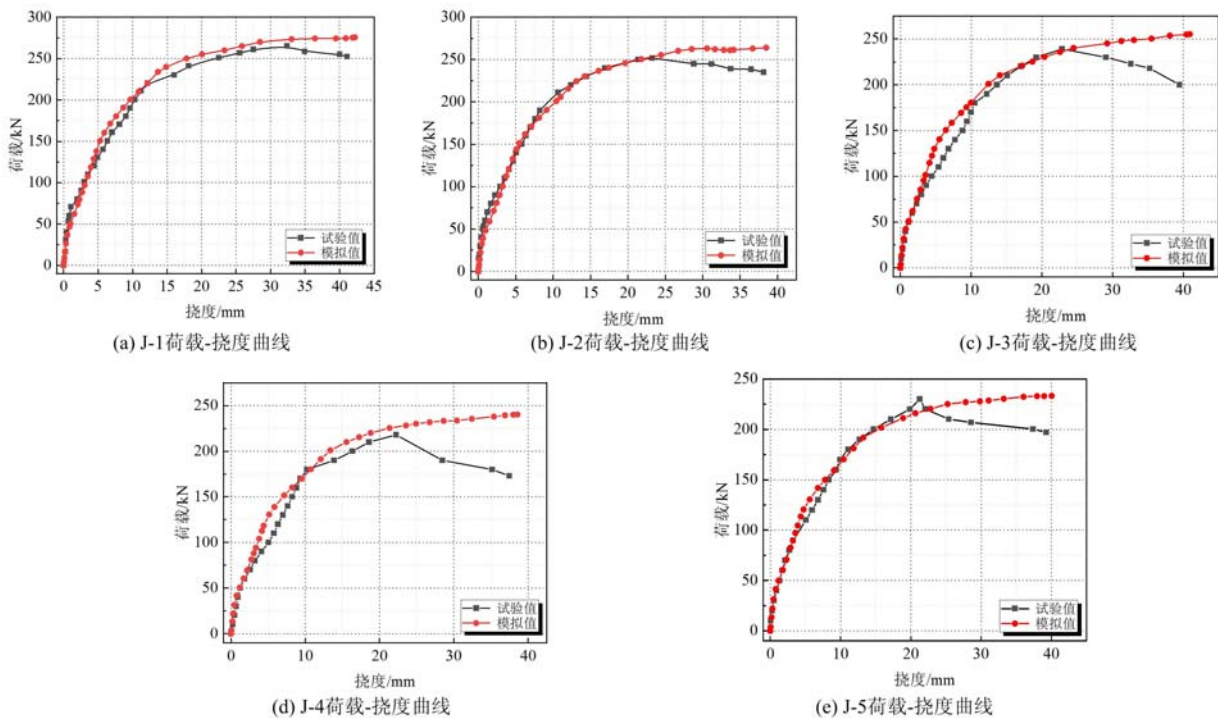 300
250
200
150
100
50
0
荷载/kN
试验值
模拟值
0 5 10 15 20 25 30 35 40 45
挠度/mm
(a) J-1荷载-挠度曲线
300
250
200
150
100
50
0
荷载/kN
试验值
模拟值
0 5 10 15 20 25 30 35 40
挠度/mm
(b) J-2荷载-挠度曲线
250
200
150
100
50
0
荷载/kN
试验值
模拟值
0 10 20 30 40
挠度/mm
(c) J-3荷载-挠度曲线
250
200
150
100
50
0
荷载/kN
试验值
模拟值
0 10 20 30 40
挠度/mm
(d) J-4荷载-挠度曲线
250
200
150
100
50
0
荷载/kN
试验值
模拟值
0 10 20 30 40
挠度/mm
(e) J-5荷载-挠度曲线